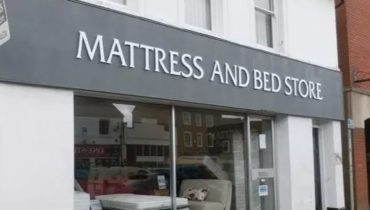 MATTRESS AND BED STORE